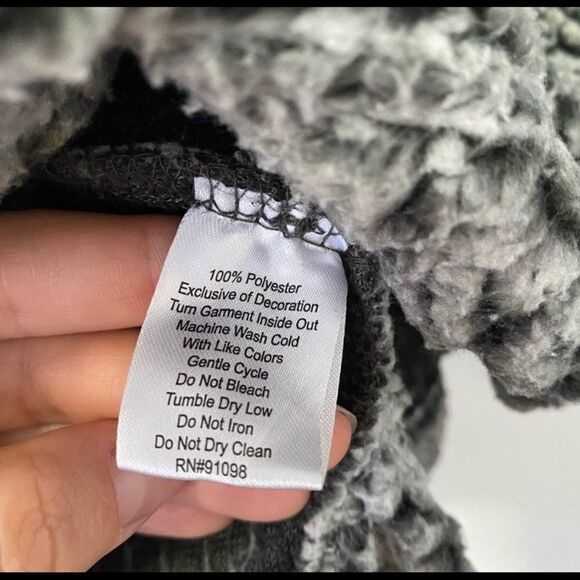 100% Polyester
Exclusive of Decoration
Turn Garment Inside Out
Machine Wash Cold
With Like Colors
Gentle Cycle
Do Not Bleach
Tumble Dry Low
Do Not Iron
Do Not Dry Clean
RN#91098